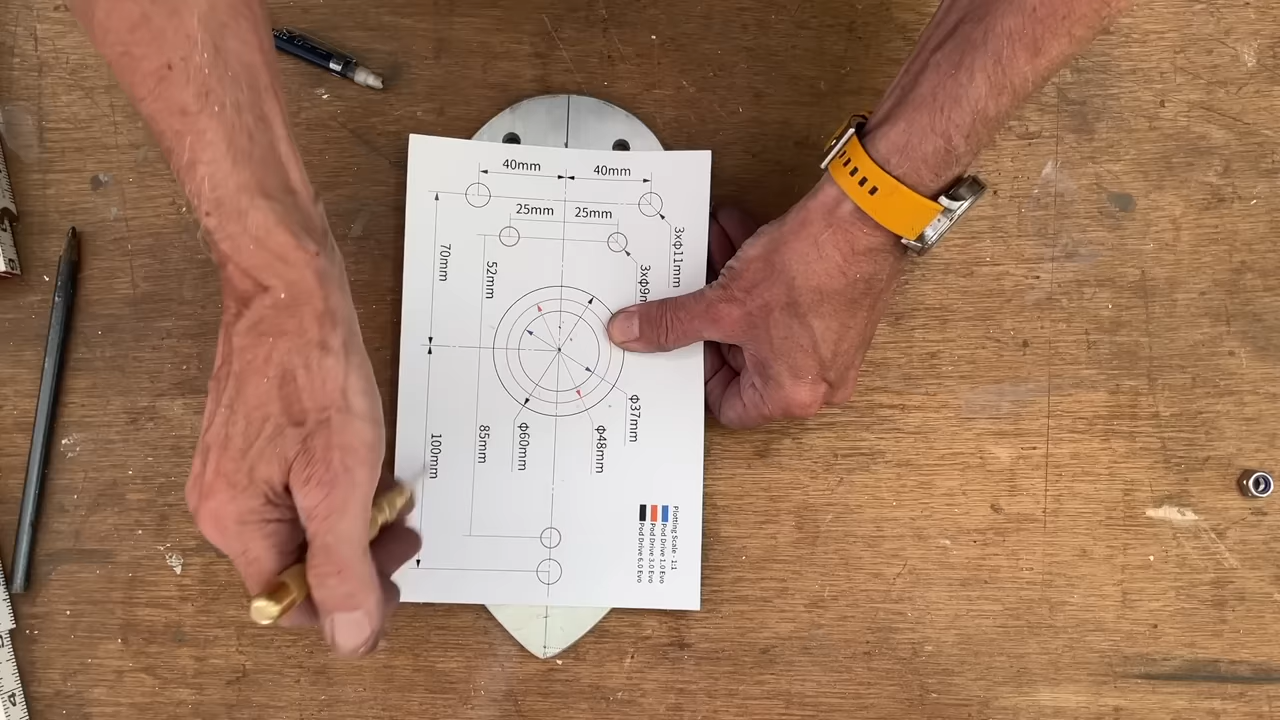 40mm
40mm
25mm
25mm
3xφ11mm
70mm
52mm
3xφ9m
φ37mm
φ48mm
φ60mm
85mm
100mm
Plotting Scale - 1:1
Pod Drive 1.0 Evo
Pod Drive 3.0 Evo
Pod Drive 6.0 Evo